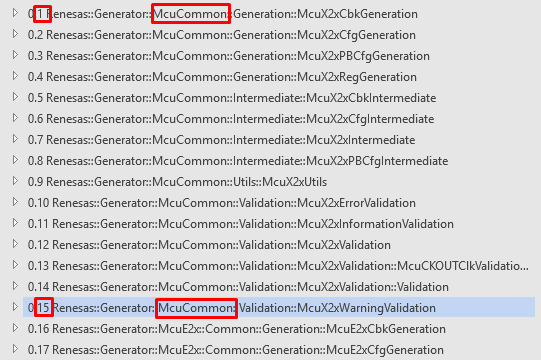 0.1 Renesas::Generator::McuCommon::Generation::McuX2xCbkGeneration
0.2 Renesas::Generator::McuCommon::Generation::McuX2xCfgGeneration
0.3 Renesas::Generator::McuCommon::Generation::McuX2xPBCfgGeneration
0.4 Renesas::Generator::McuCommon::Generation::McuX2xRegGeneration
0.5 Renesas::Generator::McuCommon::Intermediate::McuX2xCbkIntermediate
0.6 Renesas::Generator::McuCommon::Intermediate::McuX2xCfgIntermediate
0.7 Renesas::Generator::McuCommon::Intermediate::McuX2xIntermediate
0.8 Renesas::Generator::McuCommon::Intermediate::McuX2xPBCfgIntermediate
0.9 Renesas::Generator::McuCommon::Utils::McuX2xUtils
0.10 Renesas::Generator::McuCommon::Validation::McuX2xErrorValidation
0.11 Renesas::Generator::McuCommon::Validation::McuX2xInformationValidation
0.12 Renesas::Generator::McuCommon::Validation::McuX2xValidation
0.13 Renesas::Generator::McuCommon::Validation::McuX2xValidation::McuCKOUTClkValidatio...
0.14 Renesas::Generator::McuCommon::Validation::McuX2xValidation::Validation
0.15 Renesas::Generator::McuCommon::Validation::McuX2xWarningValidation
0.16 Renesas::Generator::McuE2x::Common::Generation::McuE2xCbkGeneration
0.17 Renesas::Generator::McuE2x::Common::Generation::McuE2xCfgGeneration